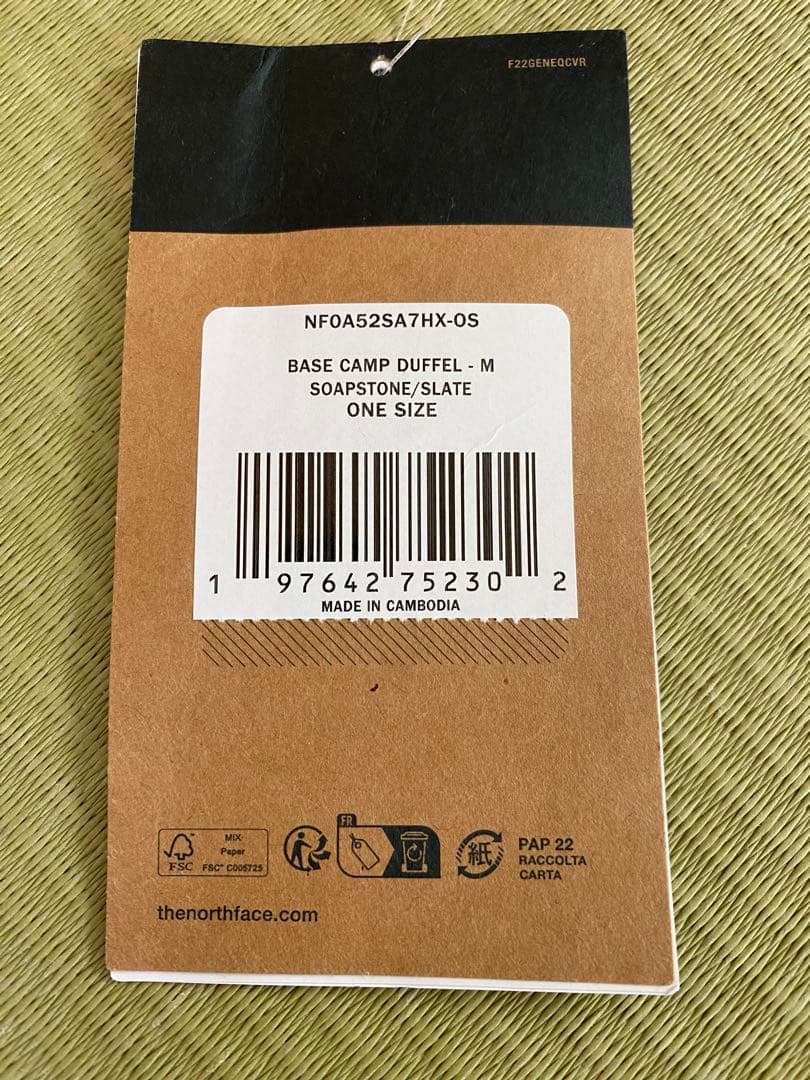 F22GENEQCVR
NF0A52SA7HX-OS
BASE CAMP DUFFEL - M
SOAPSTONE/SLATE
ONE SIZE
1 97642 75230 2
MADE IN CAMBODIA
FSC
MIX
Paper
FSC™ C005725
FR
紙
PAP 22
RACCOLTA
CARTA
thenorthface.com